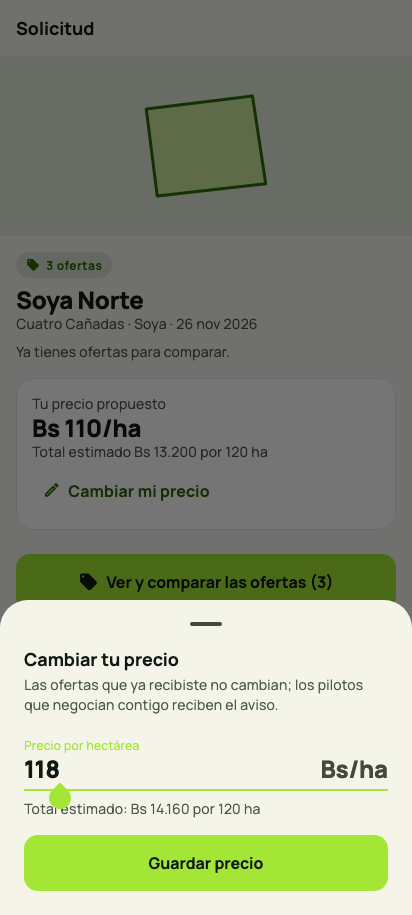 Solicitud
3 ofertas
Soya Norte
Cuatro Cañadas · Soya · 26 nov 2026
Ya tienes ofertas para comparar.
Tu precio propuesto
Bs 110/ha
Total estimado Bs 13.200 por 120 ha
Cambiar mi precio
Ver y comparar las ofertas (3)
Cambiar tu precio
Las ofertas que ya recibiste no cambian; los pilotos
que negocian contigo reciben el aviso.
Precio por hectárea
118 Bs/ha
Total estimado: Bs 14.160 por 120 ha
Guardar precio